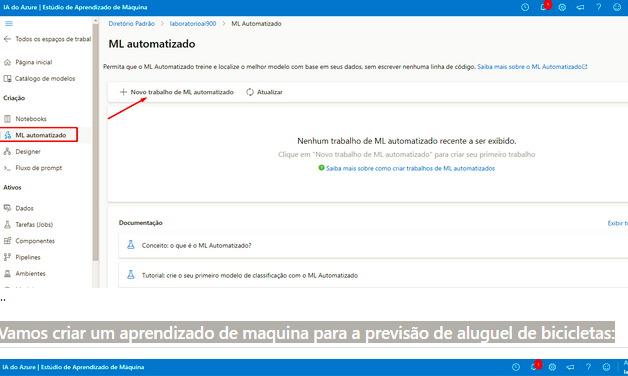 IA do Azure | Estúdio de Aprendizado de Máquina
1
Todos os espaços de trabal
Diretório Padrão > laboratorioai900 > ML Automatizado
ML automatizado
Página inicial
Catálogo de modelos
Permita que o ML Automatizado treine e localize o melhor modelo com base em seus dados, sem escrever nenhuma linha de código. Saiba mais sobre o ML Automatizado
Criação
Novo trabalho de ML automatizado
Atualizar
Notebooks
ML automatizado
Designer
Fluxo de prompt
Nenhum trabalho de ML automatizado recente a ser exibido.
Clique em "Novo trabalho de ML automatizado" para criar seu primeiro trabalho
Saiba mais sobre como criar trabalhos de ML automatizados
Ativos
Dados
Tarefas (Jobs)
Componentes
Pipelines
Ambientes
Documentação
Exibir t
Conceito: o que é o ML Automatizado?
Tutorial: crie o seu primeiro modelo de classificação com o ML Automatizado
..
Vamos criar um aprendizado de maquina para a previsão de aluguel de bicicletas:
IA do Azure | Estúdio de Aprendizado de Máquina
1